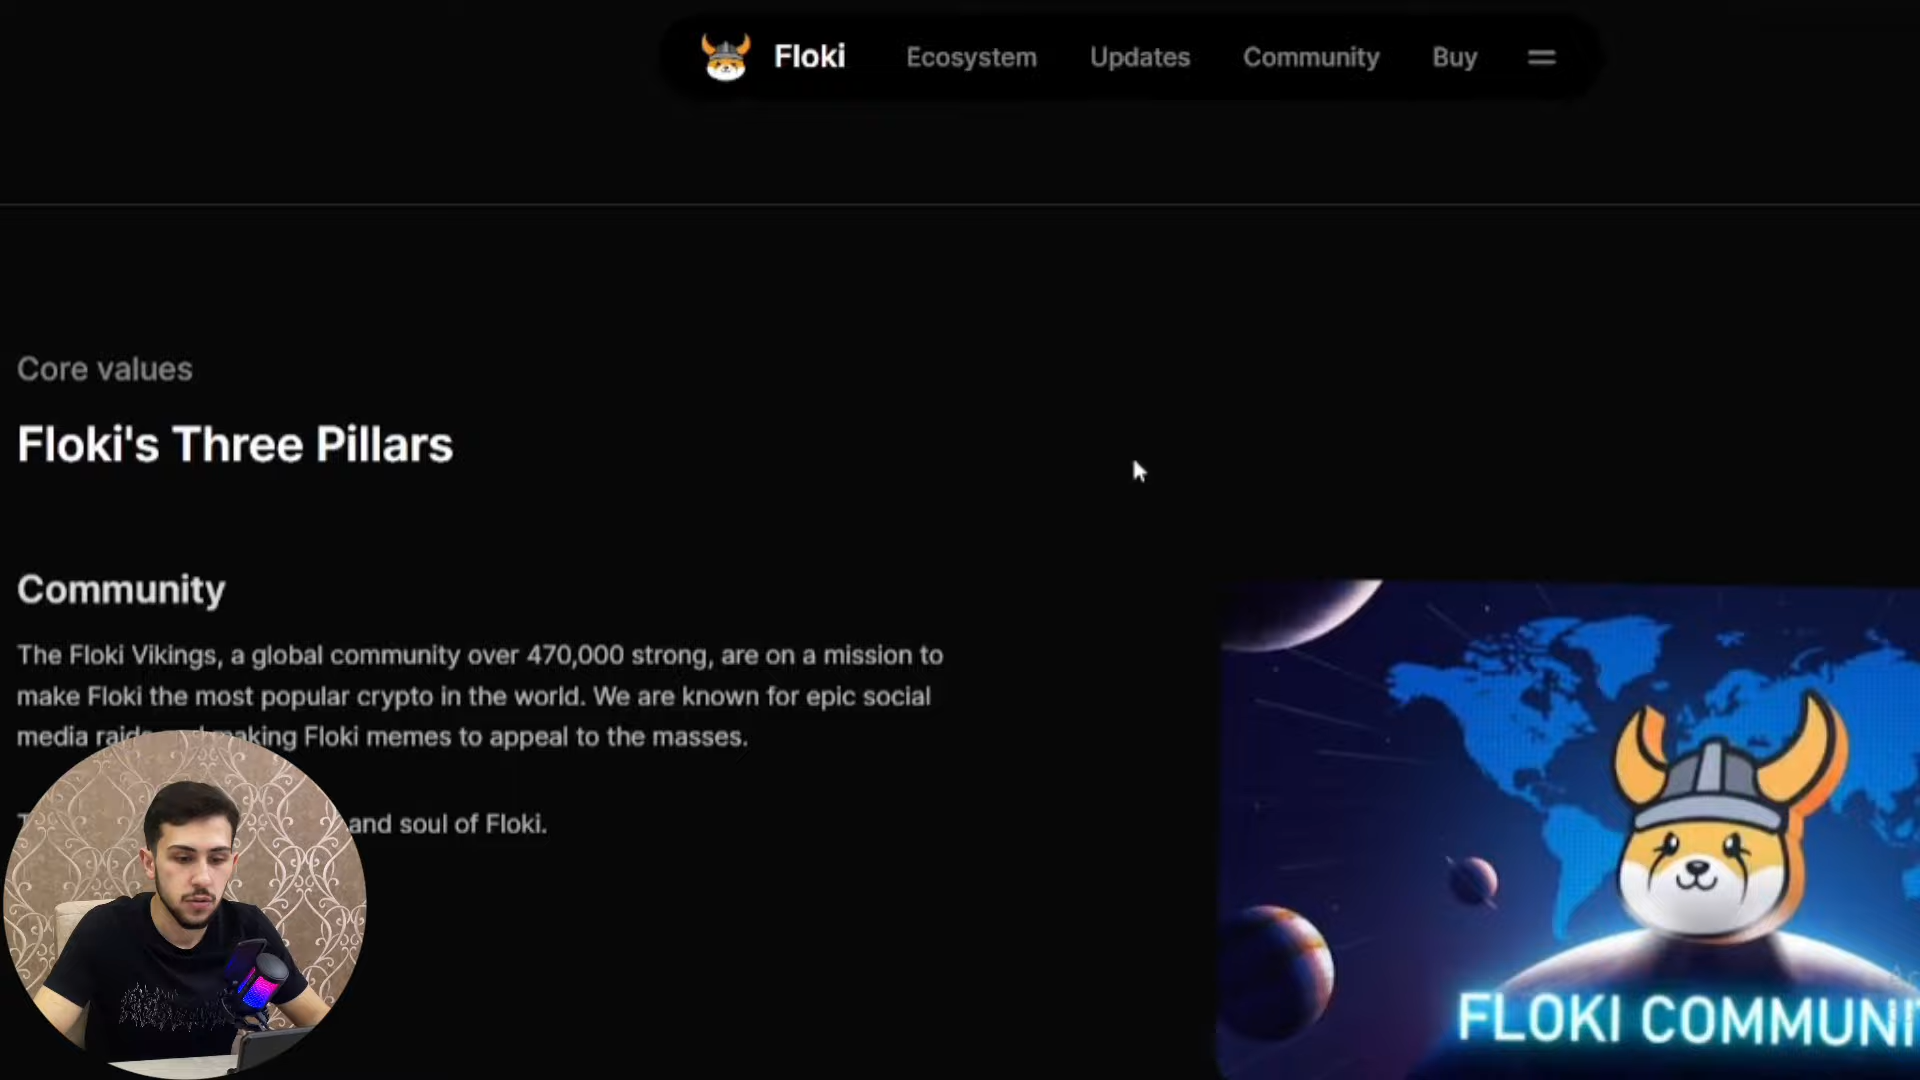 Floki Ecosystem Updates Community Buy
Core values
Floki's Three Pillars
Community
The Floki Vikings, a global community over 470,000 strong, are on a mission to
make Floki the most popular crypto in the world. We are known for epic social
media making Floki memes to appeal to the masses.
and soul of Floki.
FLOKI COMMUNI